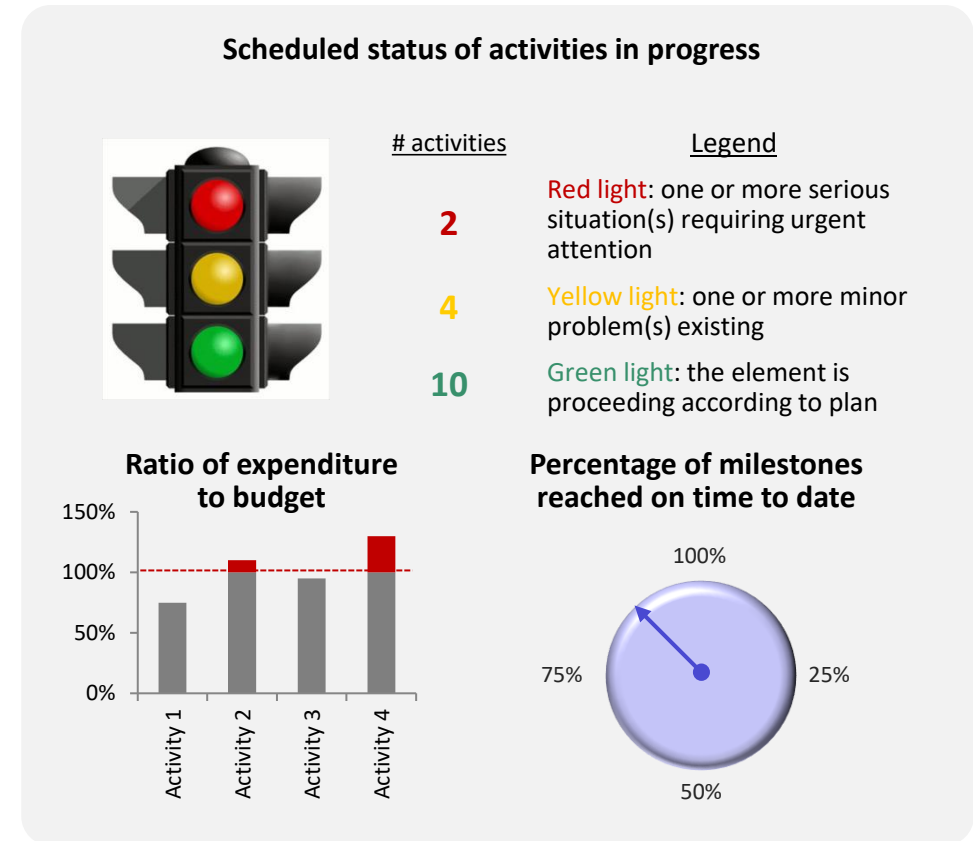 Scheduled status of activities in progress
# activities
Legend
2
Red light: one or more serious
situation(s) requiring urgent
attention
4
Yellow light: one or more minor
problem(s) existing
10
Green light: the element is
proceeding according to plan
Ratio of expenditure
to budget
150%
100%
50%
0%
Activity 1
Activity 2
Activity 3
Activity 4
Percentage of milestones
reached on time to date
100%
75%
25%
50%